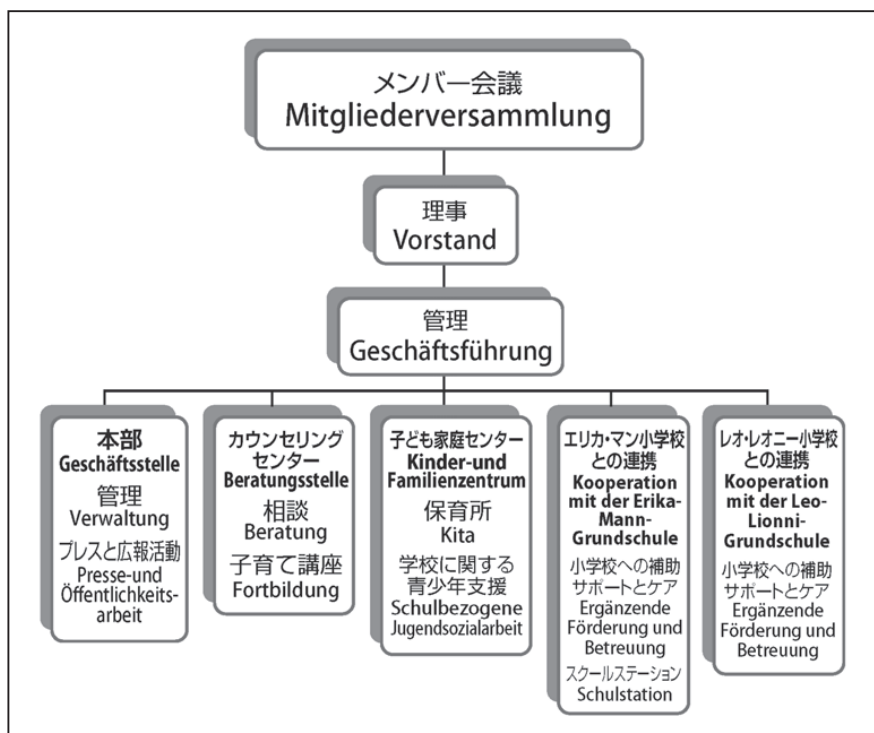 メンバー会議
Mitgliederversammlung
理事
Vorstand
管理
Geschäftsführung
本部
Geschäftsstelle
管理
Verwaltung
プレスと広報活動
Presse-und
Öffentlichkeits-
arbeit
カウンセリング
センター
Beratungsstelle
相談
Beratung
子育て講座
Fortbildung
子ども家庭センター
Kinder-und
Familienzentrum
保育所
Kita
学校に関する
青少年支援
Schulbezogene
Jugendsozialarbeit
エリカ・マン小学校
との連携
Kooperation
mit der Erika-
Mann-
Grundschule
小学校への補助
サポートとケア
Ergänzende
Förderung und
Betreuung
スクールステーション
Schulstation
レオ・レオニー小学校
との連携
Kooperation
mit der Leo-
Lionni-
Grundschule
小学校への補助
サポートとケア
Ergänzende
Förderung und
Betreuung